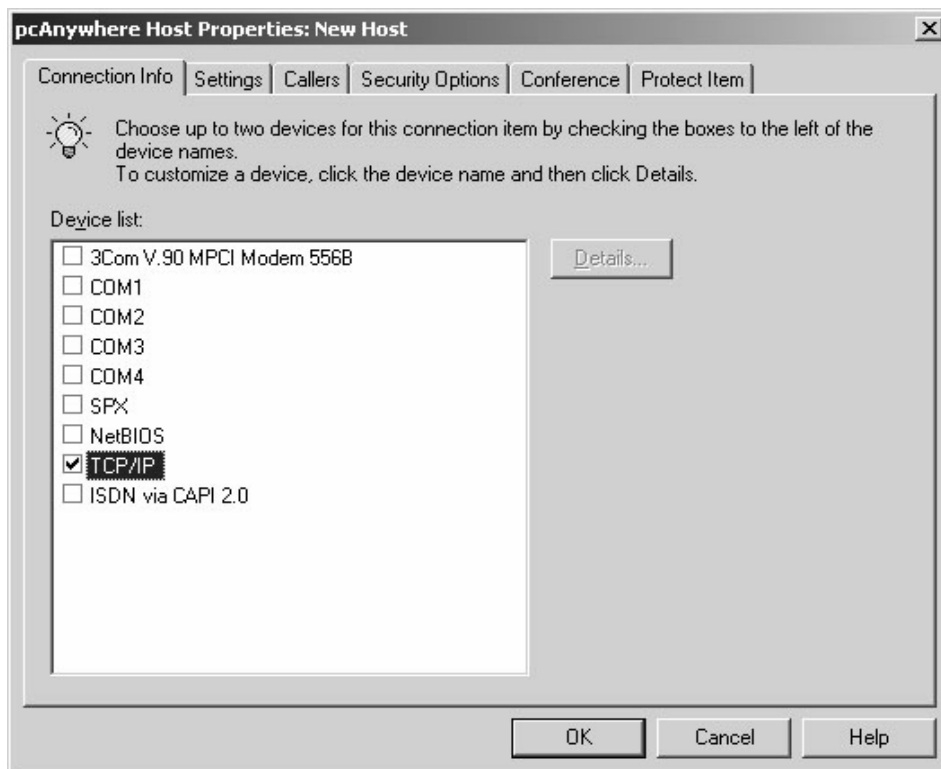 pcAnywhere Host Properties: New Host
Connection Info Settings Callers Security Options Conference Protect Item
Choose up to two devices for this connection item by checking the boxes to the left of the
device names.
To customize a device, click the device name and then click Details.
Device list:
3Com V.90 MPCI Modem 556B
Details...
COM1
COM2
COM3
COM4
SPX
NetBIOS
TCP/IP
ISDN via CAPI 2.0
OK Cancel Help